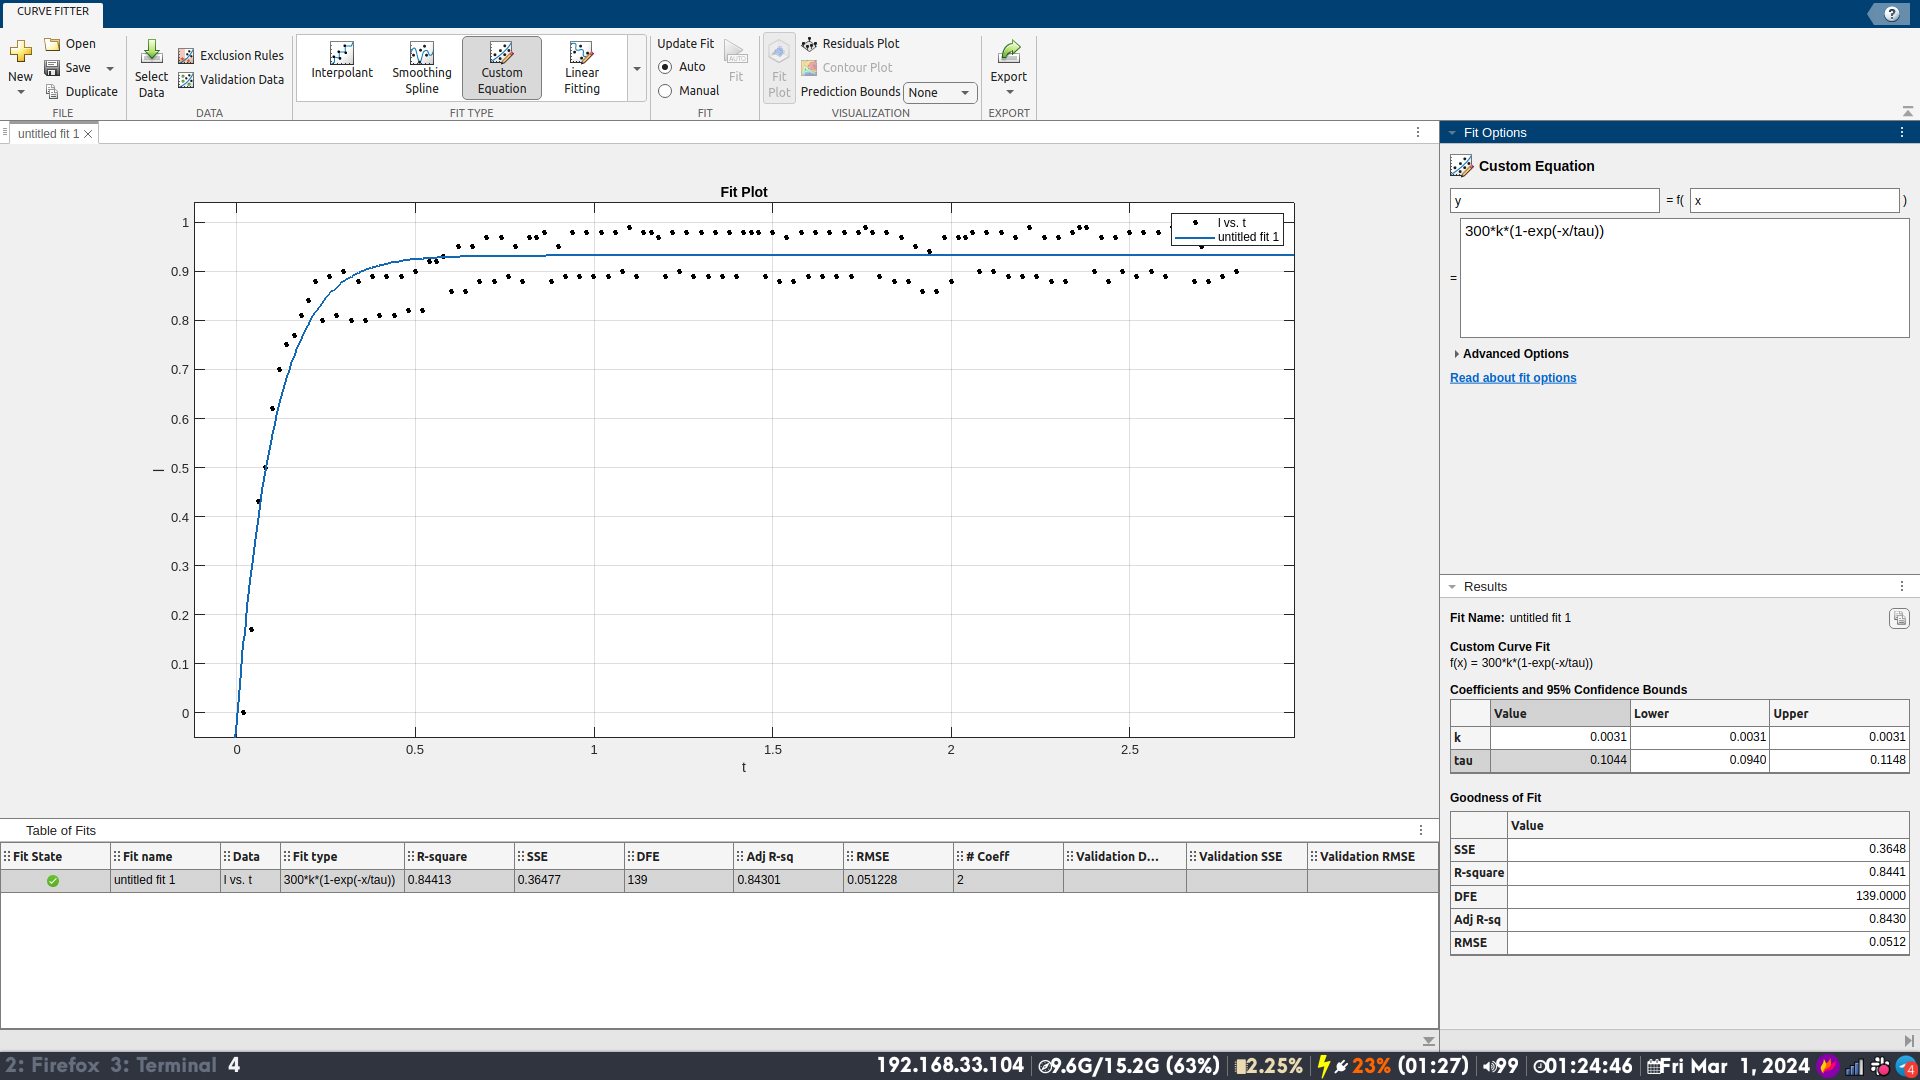 CURVE FITTER
?
New
Open
Save
Duplicate
FILE
Select
Data
Exclusion Rules
Validation Data
DATA
Interpolant
Smoothing
Spline
Custom
Equation
Linear
Fitting
FIT TYPE
Update Fit
Auto
Manual
AUTO
Fit
FIT
Fit
Plot
Residuals Plot
Contour Plot
Prediction Bounds None
VISUALIZATION
Export
EXPORT
untitled fit 1
Fit Plot
I vs. t
untitled fit 1
1
0.9
0.8
0.7
0.6
0.5
0.4
0.3
0.2
0.1
0
I
0 0.5 1 1.5 2 2.5
t
Fit Options
Custom Equation
y = f( x )
= 300*k*(1-exp(-x/tau))
Advanced Options
Read about fit options
Results
Fit Name: untitled fit 1
Custom Curve Fit
f(x) = 300*k*(1-exp(-x/tau))
Coefficients and 95% Confidence Bounds
Value Lower Upper
k 0.0031 0.0031 0.0031
tau 0.1044 0.0940 0.1148
Goodness of Fit
Value
SSE 0.3648
R-square 0.8441
DFE 139.0000
Adj R-sq 0.8430
RMSE 0.0512
Table of Fits
Fit State Fit name Data Fit type R-square SSE DFE Adj R-sq RMSE # Coeff Validation D... Validation SSE Validation RMSE
untitled fit 1 I vs. t 300*k*(1-exp(-x/tau)) 0.84413 0.36477 139 0.84301 0.051228 2
2: Firefox 3: Terminal 4 192.168.33.104 9.6G/15.2G (63%) 2.25% 23% (01:27) 99 01:24:46 Fri Mar 1, 2024 4